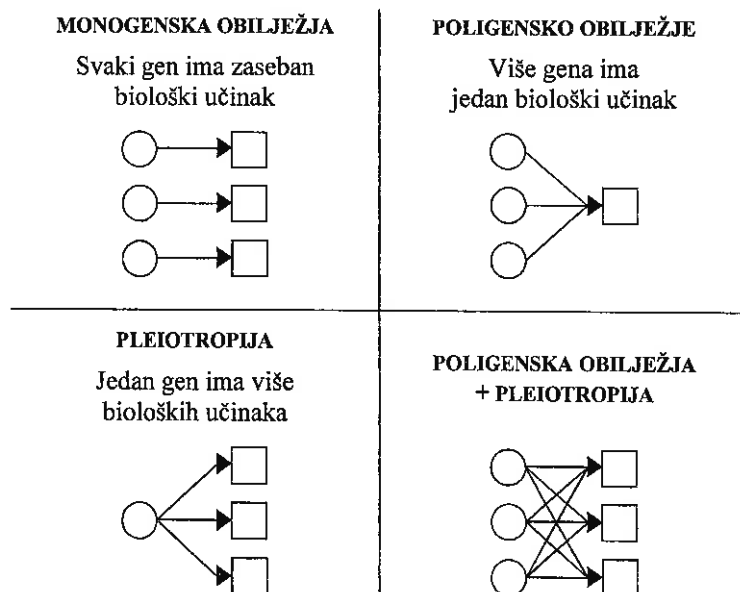 MONOGENSKA OBILJEŽJA
Svaki gen ima zaseban
biološki učinak
POLIGENSKO OBILJEŽJE
Više gena ima
jedan biološki učinak
PLEIOTROPIJA
Jedan gen ima više
bioloških učinaka
POLIGENSKA OBILJEŽJA
+ PLEIOTROPIJA